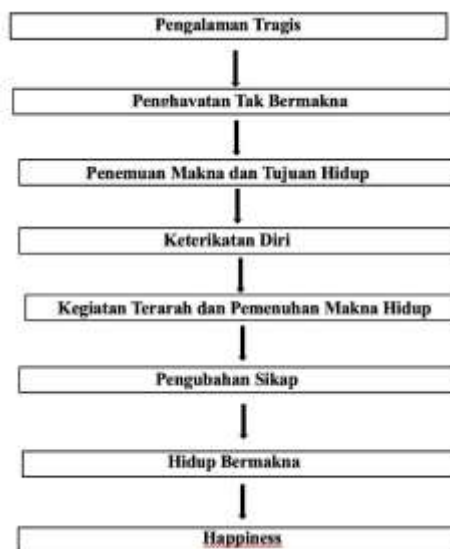 Pengalaman Tragis
Penghayatan Tak Bermakna
Penemuan Makna dan Tujuan Hidup
Keterikatan Diri
Kegiatan Terarah dan Pemenuhan Makna Hidup
Pengubahan Sikap
Hidup Bermakna
Happiness